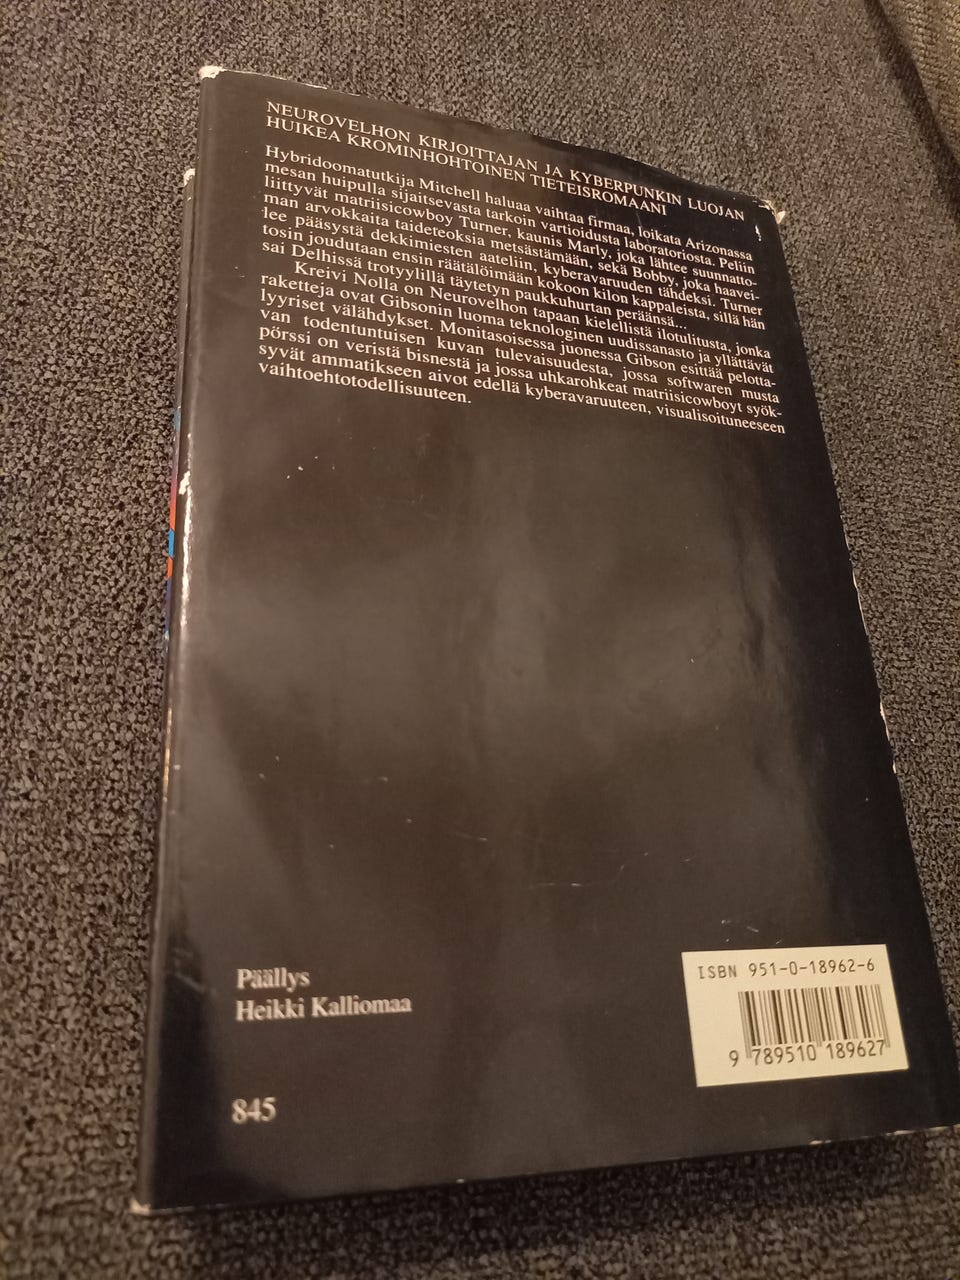 NEUROVELHON KIRJOITTAJAN JA KYBERPUNKIN LUOJAN
HUIKEA KROMINHOHTOINEN TIETEISROMAANI
Hybridoomatutkija Mitchell haluaa vaihtaa firmaa, loikata Arizonassa
mesan huipulla sijaitsevasta tarkoin vartioidusta laboratoriosta. Peliin
liittyvät matriisicowboy Turner, kaunis Marly, joka lähtee suunnatto-
man arvokkaita taideteoksia metsästämään, sekä Bobby, joka haavei-
lee pääsystä dekkimiesten aateliin, kyberavaruuden tähdeksi. Turner
tosin joudutaan ensin räätälöimään kokoon kilon kappaleista, sillä hän
sai Delhissä trotyylillä täytetyn paukkuhurtan peräänsä...
Kreivi Nolla on Neurovelhon tapaan kielellistä ilotulitusta, jonka
raketteja ovat Gibsonin luoma teknologinen uudissanasto ja yllättävät
lyyriset välähdykset. Monitasoisessa juonessa Gibson esittää pelotta-
van todentuntuisen kuvan tulevaisuudesta, jossa softwaren musta
pörssi on veristä bisnestä ja jossa uhkarohkeat matriisicowboyt syök-
syvät ammatikseen aivot edellä kyberavaruuteen, visualisoituneeseen
vaihtoehtotodellisuuteen.
Päällys
Heikki Kalliomaa
845
ISBN 951-0-18962-6
9 789510 189627